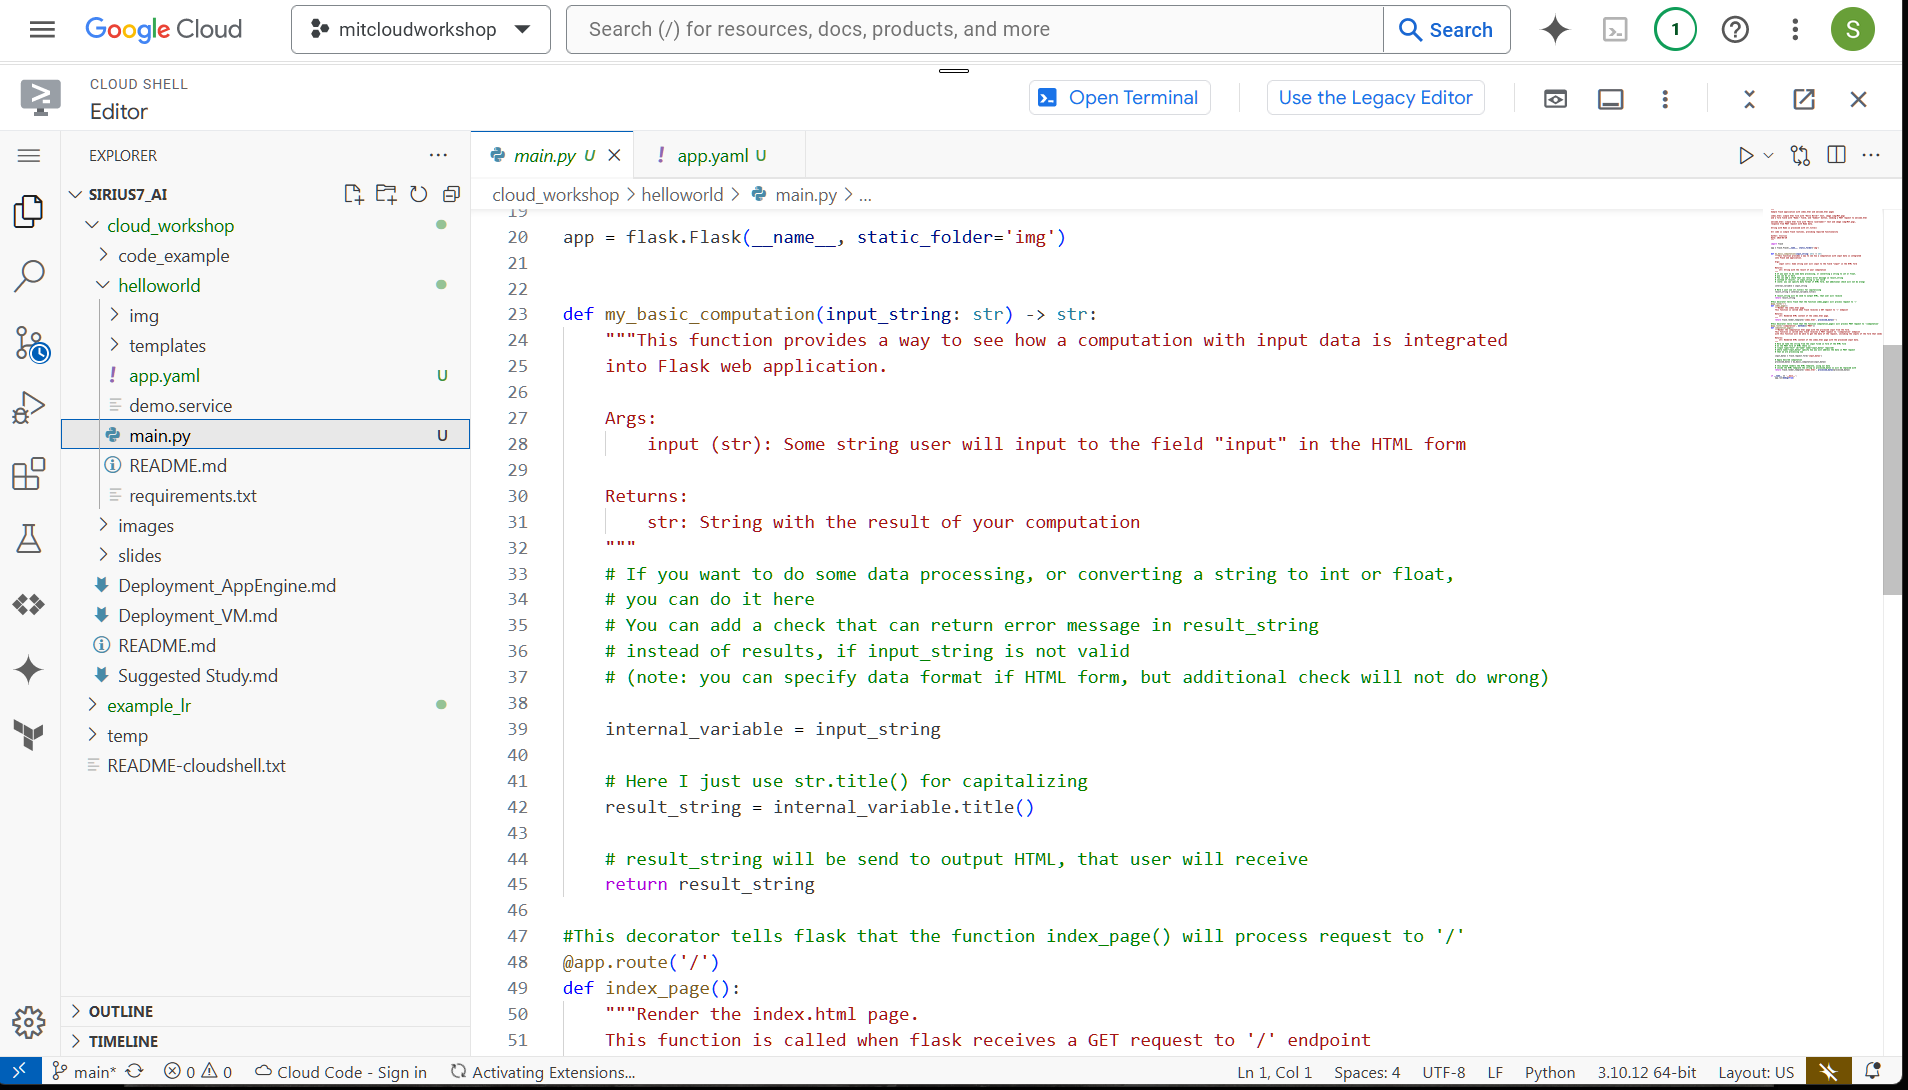 Google Cloud
mitcloudworkshop
Search (/) for resources, docs, products, and more
Search
1
S
CLOUD SHELL
Editor
Open Terminal
Use the Legacy Editor
EXPLORER
main.py U
app.yaml U
SIRIUS7_AI
cloud_workshop > helloworld > main.py > ...
cloud_workshop
code_example
helloworld
img
templates
app.yaml U
demo.service
main.py U
README.md
requirements.txt
images
slides
Deployment_AppEngine.md
Deployment_VM.md
README.md
Suggested Study.md
example_lr
temp
README-cloudshell.txt
OUTLINE
TIMELINE
19
20 app = flask.Flask(__name__, static_folder='img')
21
22
23 def my_basic_computation(input_string: str) -> str:
24 """This function provides a way to see how a computation with input data is integrated
25 into Flask web application.
26
27 Args:
28 input (str): Some string user will input to the field "input" in the HTML form
29
30 Returns:
31 str: String with the result of your computation
32 """
33 # If you want to do some data processing, or converting a string to int or float,
34 # you can do it here
35 # You can add a check that can return error message in result_string
36 # instead of results, if input_string is not valid
37 # (note: you can specify data format if HTML form, but additional check will not do wrong)
38
39 internal_variable = input_string
40
41 # Here I just use str.title() for capitalizing
42 result_string = internal_variable.title()
43
44 # result_string will be send to output HTML, that user will receive
45 return result_string
46
47 #This decorator tells flask that the function index_page() will process request to '/'
48 @app.route('/')
49 def index_page():
50 """Render the index.html page.
51 This function is called when flask receives a GET request to '/' endpoint
main* 0 0 Cloud Code - Sign in Activating Extensions... Ln 1, Col 1 Spaces: 4 UTF-8 LF Python 3.10.12 64-bit Layout: US